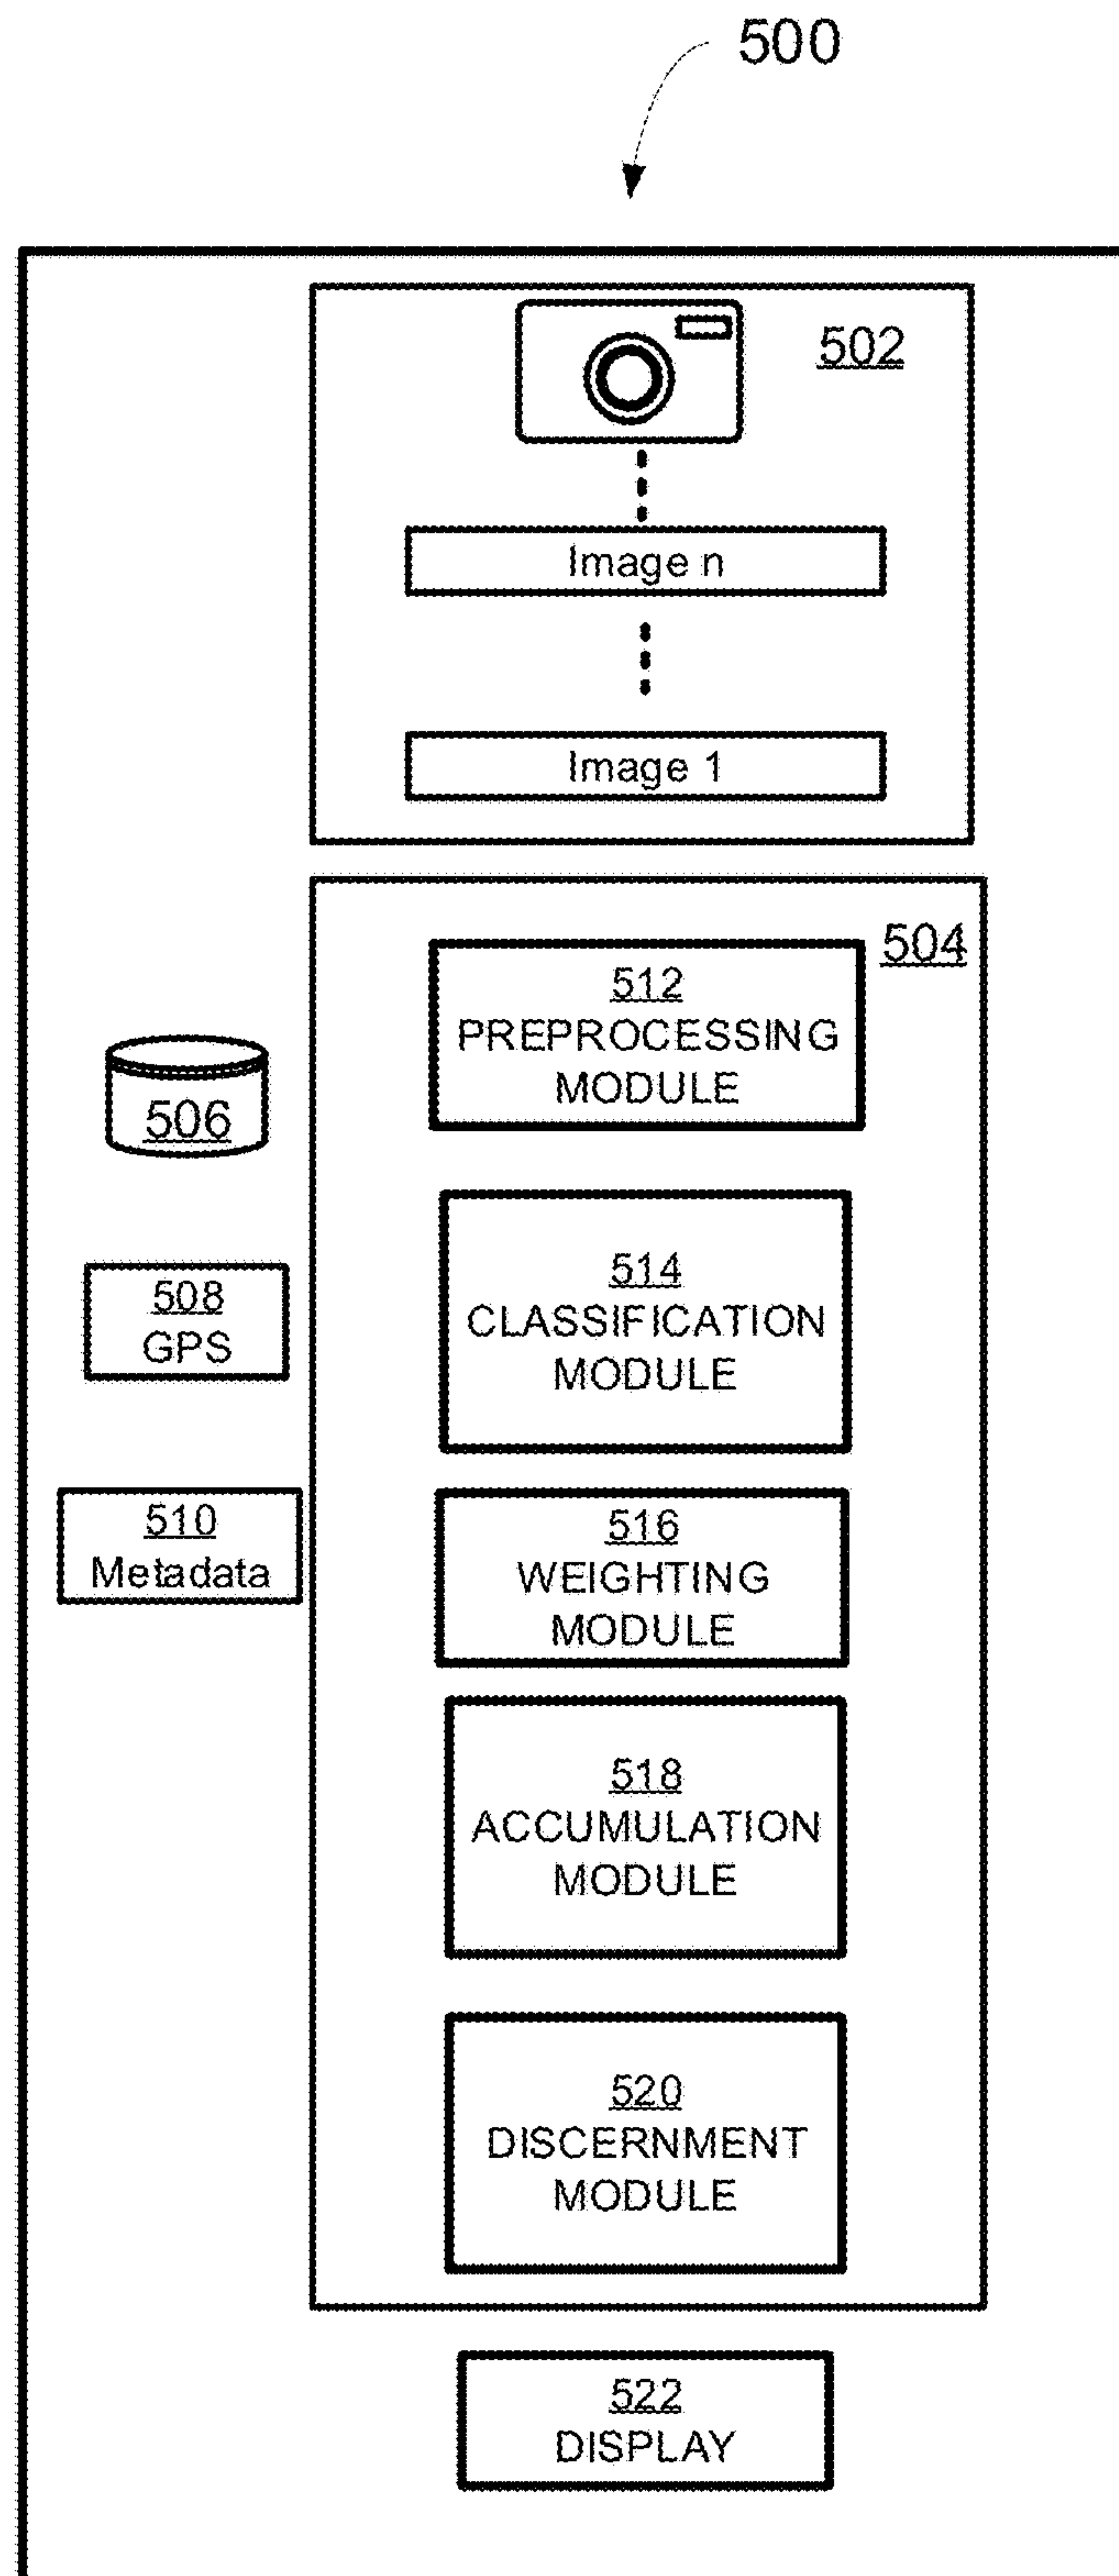 500
502
Image n
Image 1
504
512
PREPROCESSING
MODULE
506
514
CLASSIFICATION
MODULE
508
GPS
510
Metadata
516
WEIGHTING
MODULE
518
ACCUMULATION
MODULE
520
DISCERNMENT
MODULE
522
DISPLAY